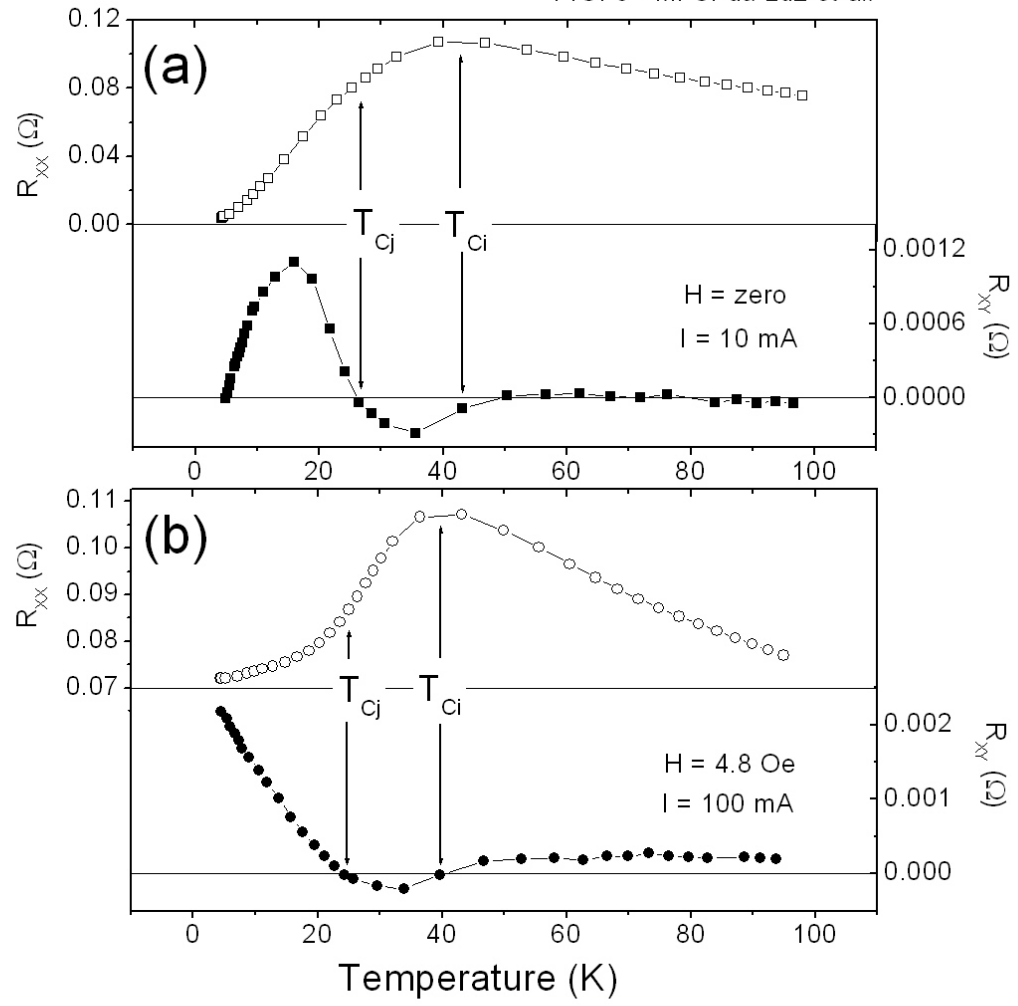 (a)
R_XX (Ω)
0.12
0.08
0.04
0.00
T_Cj T_Ci
H = zero
I = 10 mA
0.0012
0.0006
0.0000
R_XY (Ω)
0 20 40 60 80 100
(b)
R_XX (Ω)
0.11
0.10
0.09
0.08
0.07
T_Cj T_Ci
H = 4.8 Oe
I = 100 mA
0.002
0.001
0.000
R_XY (Ω)
0 20 40 60 80 100
Temperature (K)